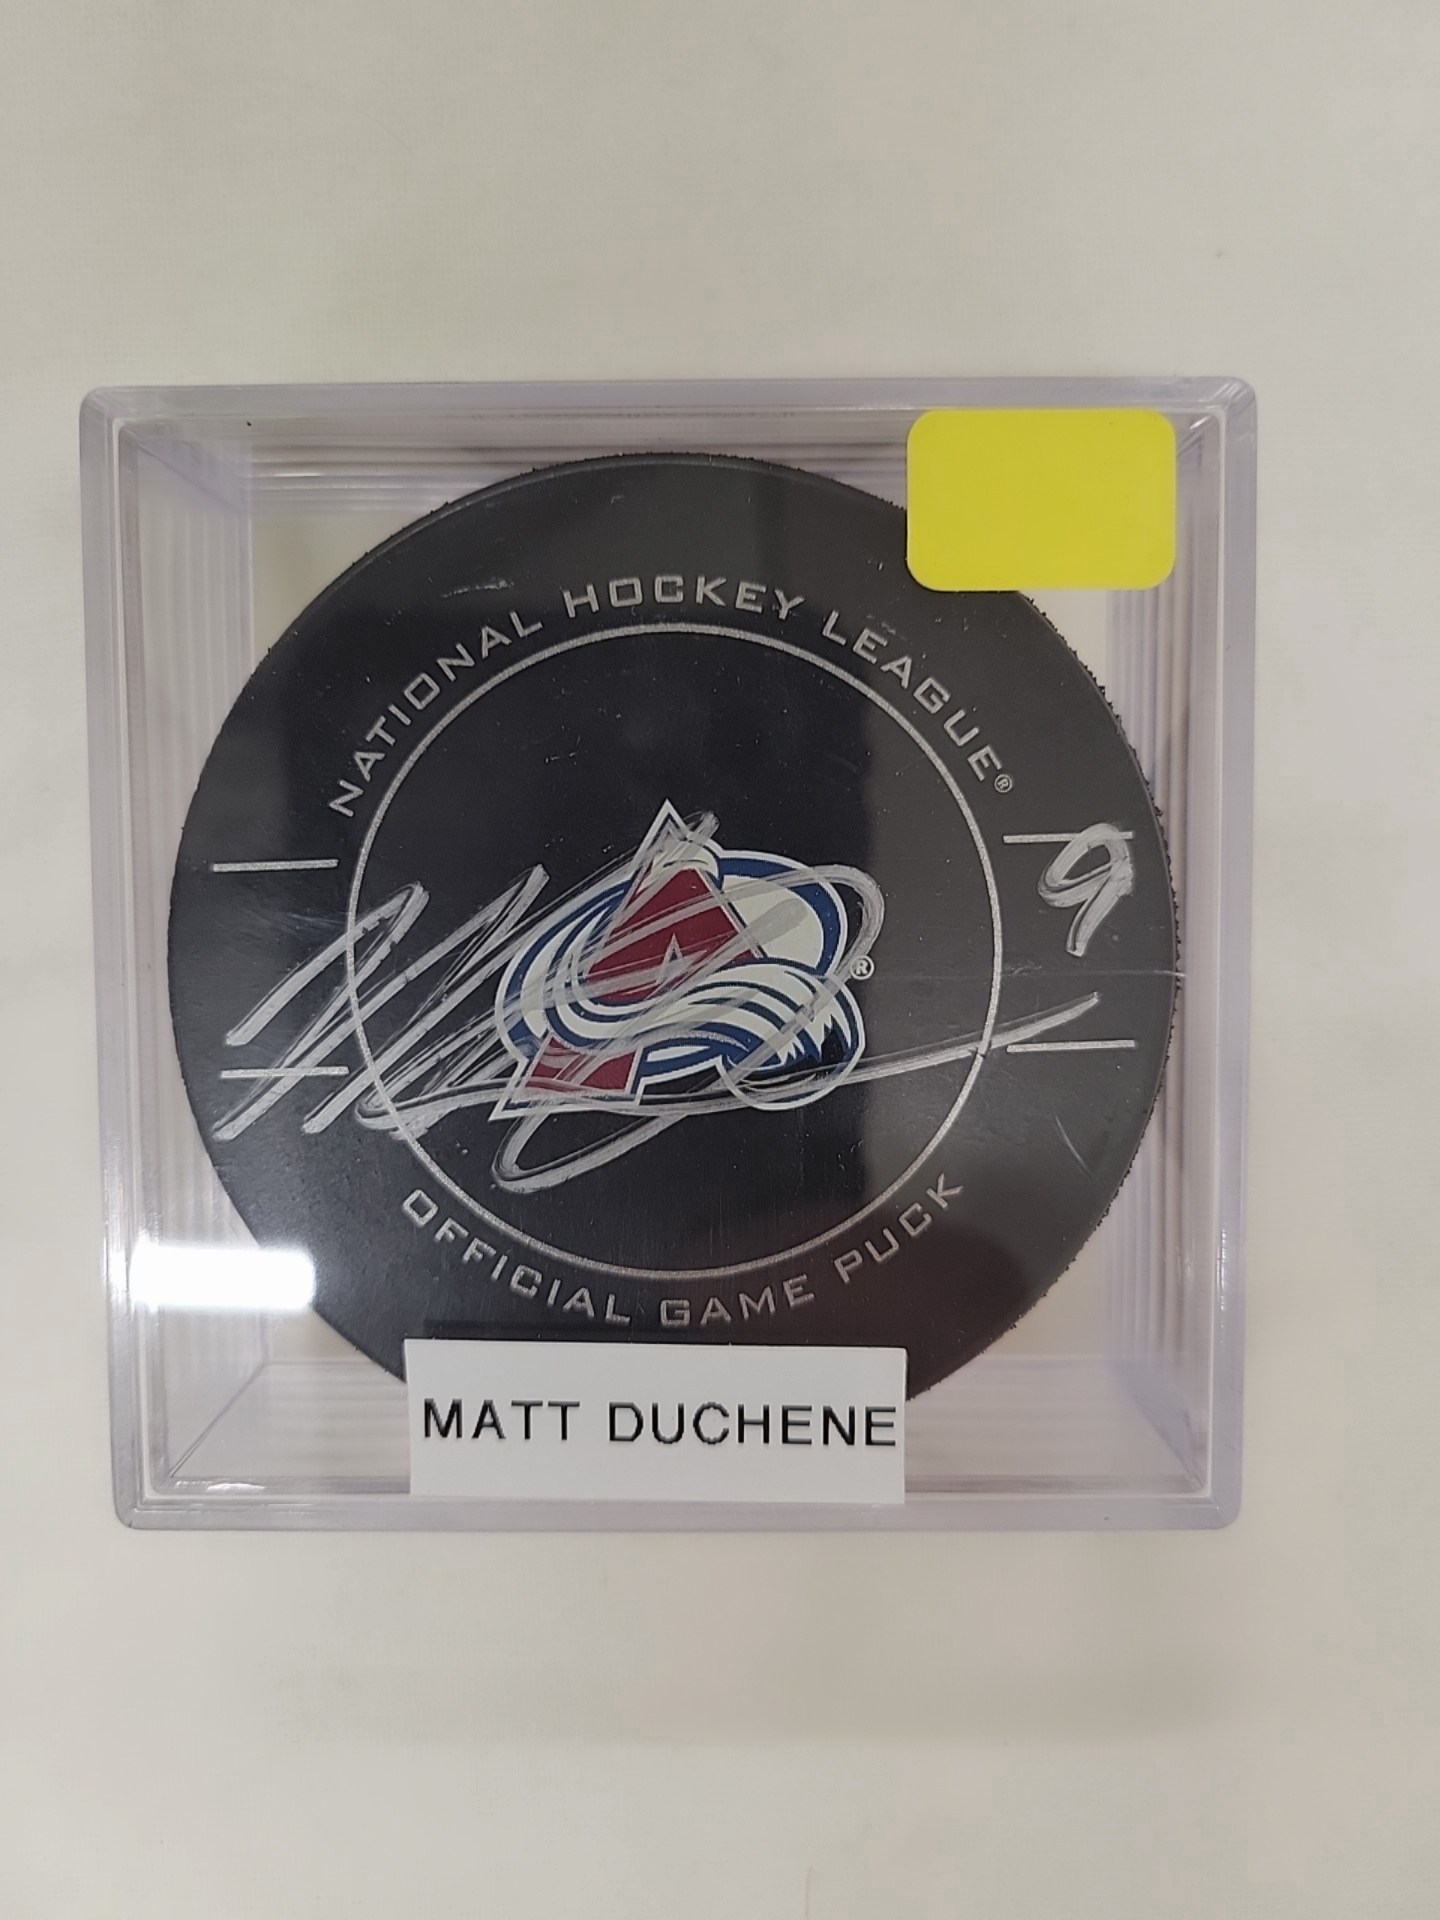 NATIONAL HOCKEY LEAGUE®
9
®
OFFICIAL GAME PUCK
MATT DUCHENE